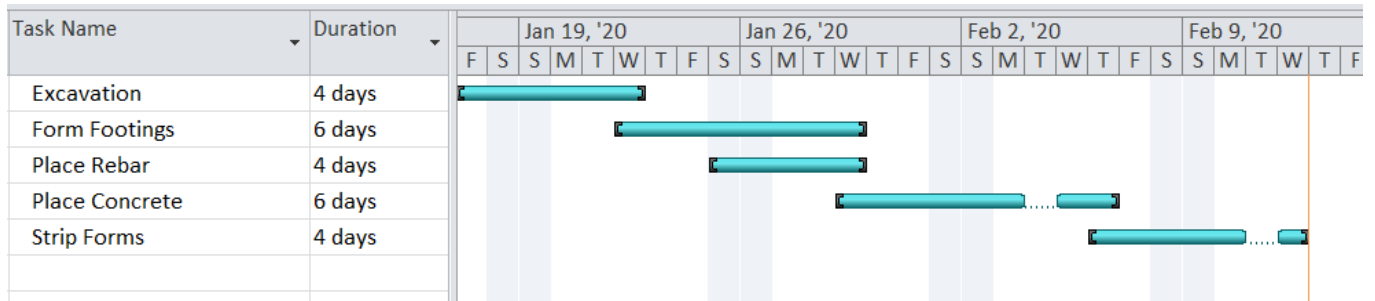 Task Name Duration Jan 19, '20 Jan 26, '20 Feb 2, '20 Feb 9, '20
F S S M T W T F S S M T W T F S S M T W T F S S M T W T F
Excavation 4 days
Form Footings 6 days
Place Rebar 4 days
Place Concrete 6 days
Strip Forms 4 days